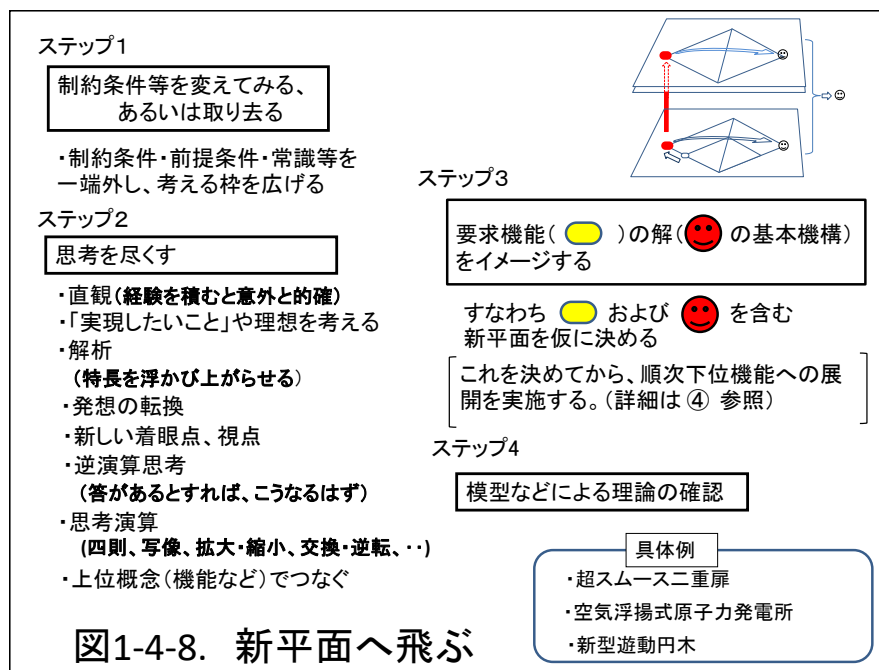 ステップ1
制約条件等を変えてみる、
あるいは取り去る
・制約条件・前提条件・常識等を
一端外し、考える枠を広げる
ステップ2
思考を尽くす
・直観(経験を積むと意外と的確)
・「実現したいこと」や理想を考える
・解析
(特長を浮かび上がらせる)
・発想の転換
・新しい着眼点、視点
・逆演算思考
(答があるとすれば、こうなるはず)
・思考演算
(四則、写像、拡大・縮小、交換・逆転、・・)
・上位概念(機能など)でつなぐ
ステップ3
要求機能( )の解( の基本機構)
をイメージする
すなわち および を含む
新平面を仮に決める
これを決めてから、順次下位機能への展
開を実施する。(詳細は ④ 参照)
ステップ4
模型などによる理論の確認
具体例
・超スムース二重扉
・空気浮揚式原子力発電所
・新型遊動円木
図1-4-8. 新平面へ飛ぶ